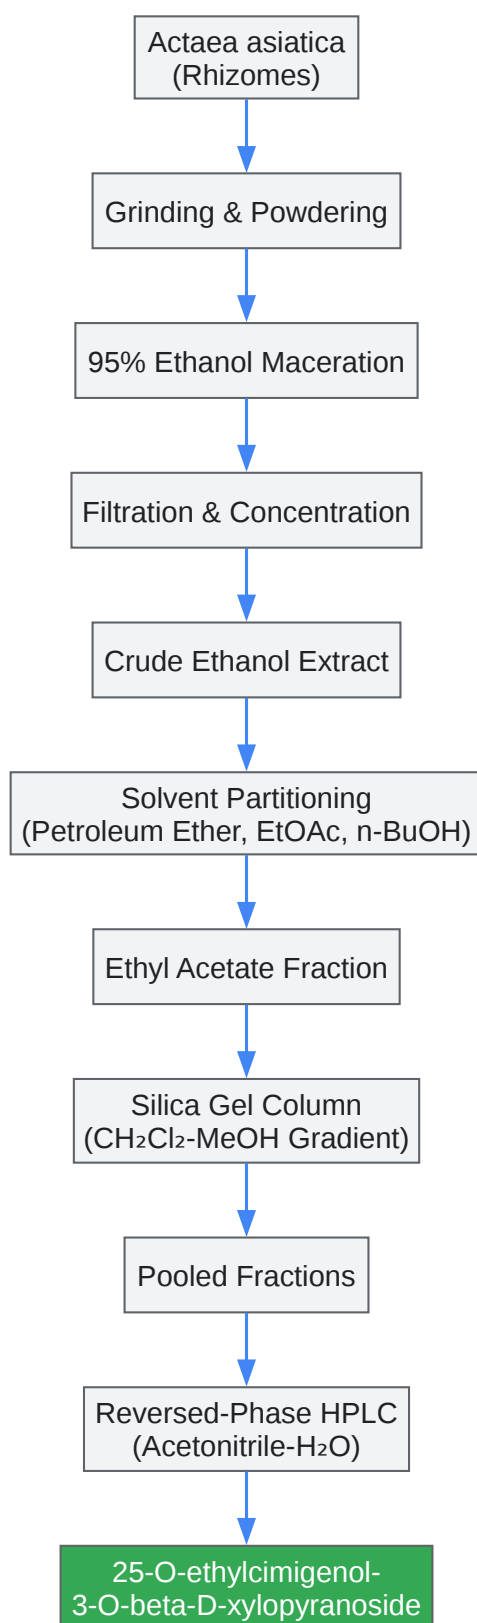 Actaea asiatica
(Rhizomes)
Grinding & Powdering
95% Ethanol Maceration
Filtration & Concentration
Crude Ethanol Extract
Solvent Partitioning
(Petroleum Ether, EtOAc, n-BuOH)
Ethyl Acetate Fraction
Silica Gel Column
(CH₂Cl₂-MeOH Gradient)
Pooled Fractions
Reversed-Phase HPLC
(Acetonitrile-H₂O)
25-O-ethylcimigenol-
3-O-beta-D-xylopyranoside